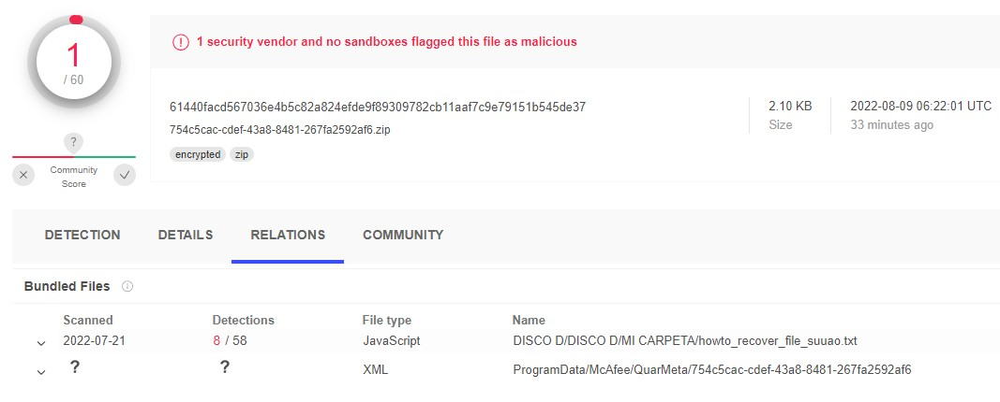 1
/ 60
1 security vendor and no sandboxes flagged this file as malicious
61440facd567036e4b5c82a824efde9f89309782cb11aaf7c9e79151b545de37
754c5cac-cdef-43a8-8481-267fa2592af6.zip
encrypted zip
2.10 KB
Size
2022-08-09 06:22:01 UTC
33 minutes ago
?
Community
Score
DETECTION DETAILS RELATIONS COMMUNITY
Bundled Files
Scanned Detections File type Name
2022-07-21 8 / 58 JavaScript DISCO D/DISCO D/MI CARPETA/howto_recover_file_suuao.txt
? ? XML ProgramData/McAfee/QuarMeta/754c5cac-cdef-43a8-8481-267fa2592af6